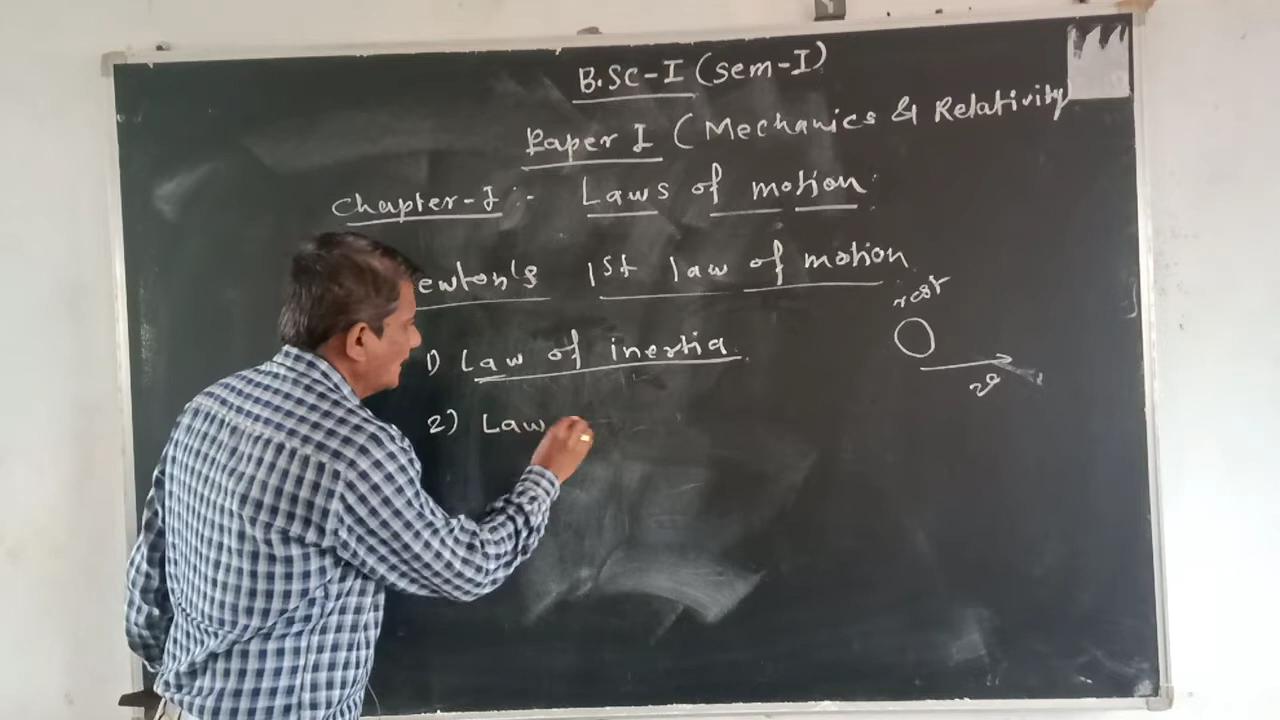 B.SC-I (sem-I)
Paper I (Mechanics & Relativity)
Chapter-I :- Laws of motion:
ewton's 1st law of motion
rest
1) Law of inertia.
v
2) Law